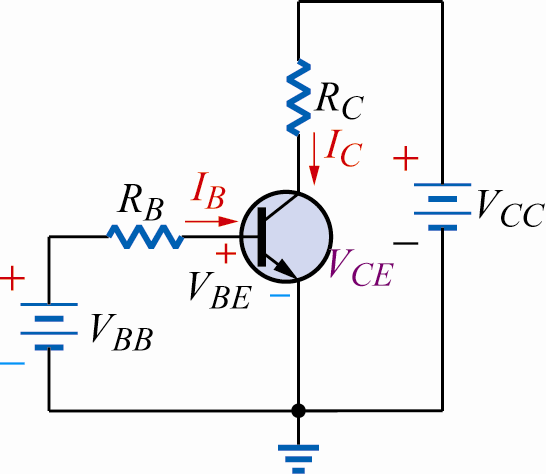 R_C
I_C
+
I_B
R_B
V_CC
−
+
V_CE
+
V_BE
−
V_BB
−